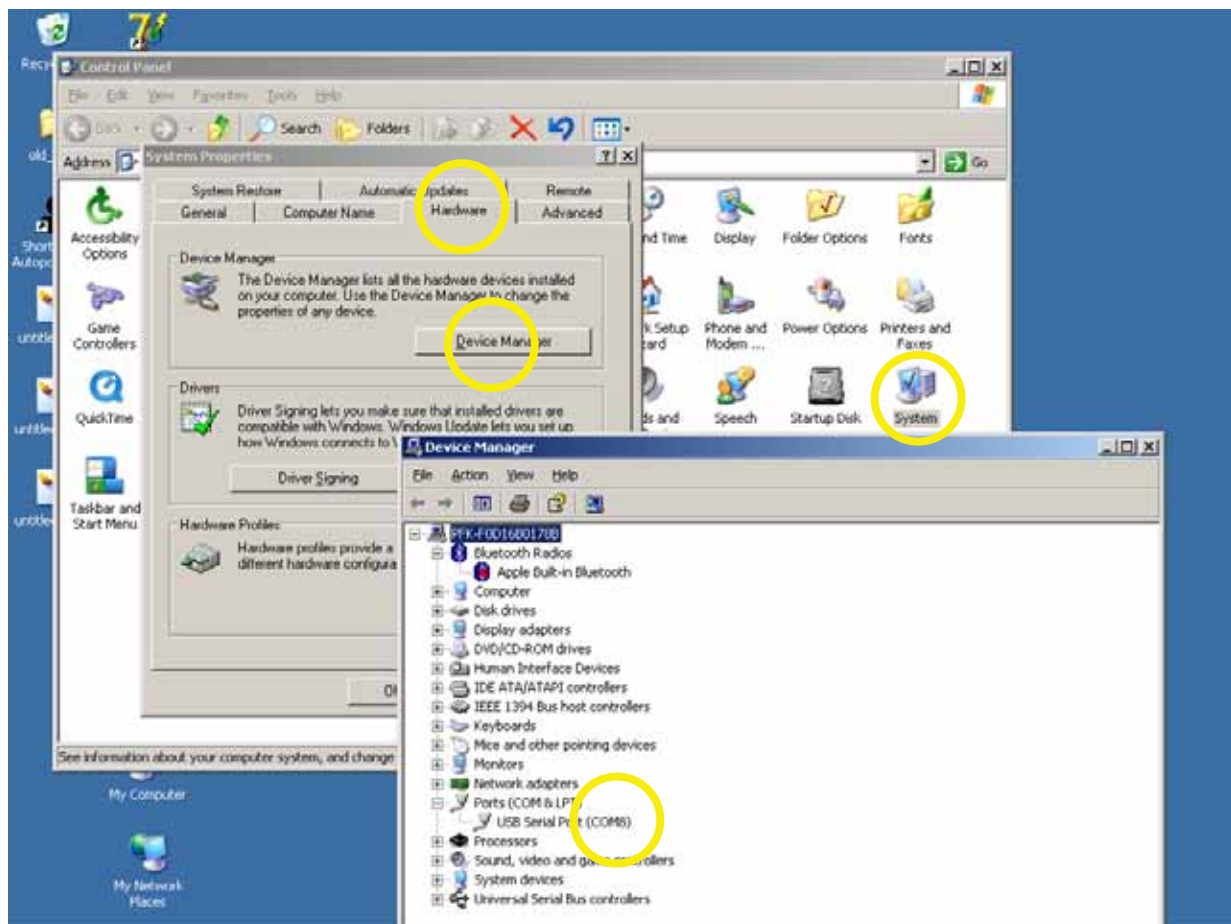 Control Panel
File Edit View Favorites Tools Help
Back Search Folders
Address Go
System Properties
System Restore Automatic Updates Remote
General Computer Name Hardware Advanced
Device Manager
The Device Manager lists all the hardware devices installed
on your computer. Use the Device Manager to change the
properties of any device.
Device Manager
Drivers
Driver Signing lets you make sure that installed drivers are
compatible with Windows. Windows Update lets you set up
how Windows connects to
Driver Signing
Hardware Profiles
Hardware profiles provide a
different hardware
Accessibility
Options
Game
Controllers
QuickTime
Taskbar and
Start Menu
nd Time
Display
Folder Options
Fonts
k Setup
Phone and
Modem ...
Power Options
Printers and
Faxes
ds and
Speech
Startup Disk
System
See information about your computer system, and change
My Computer
My Network
Places
Device Manager
File Action View Help
Bluetooth Radios
Apple Built-in Bluetooth
Computer
Disk drives
Display adapters
DVD/CD-ROM drives
Human Interface Devices
IDE ATA/ATAPI controllers
IEEE 1394 Bus host controllers
Keyboards
Mice and other pointing devices
Monitors
Network adapters
Ports (COM & LPT)
USB Serial Port (COM8)
Processors
Sound, video and game controllers
System devices
Universal Serial Bus controllers